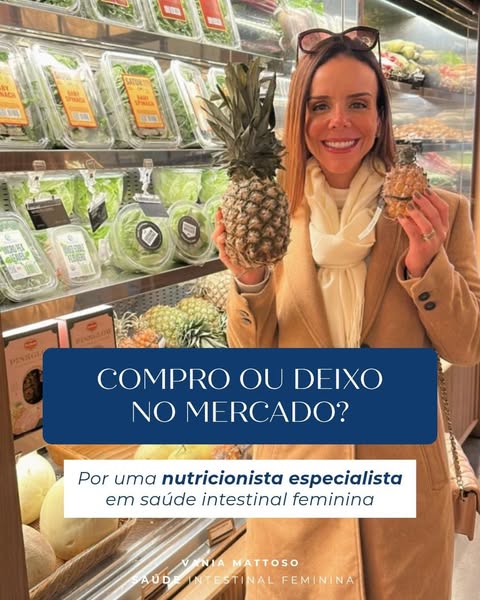 BABY
SPINACH
BABY
SPINACH
PINKGLOW
COMPRO OU DEIXO
NO MERCADO?
Por uma nutricionista especialista
em saúde intestinal feminina
VANIA MATTOSO
SAÚDE INTESTINAL FEMININA